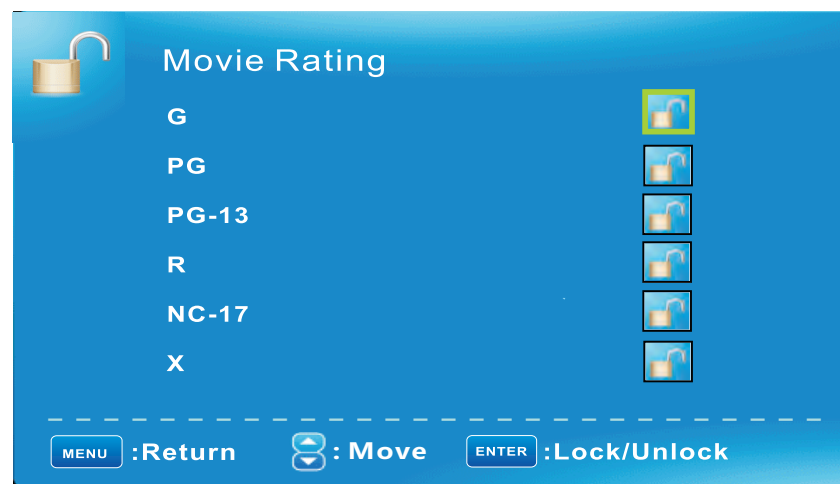 Movie Rating
G
PG
PG-13
R
NC-17
X
MENU :Return : Move ENTER :Lock/Unlock